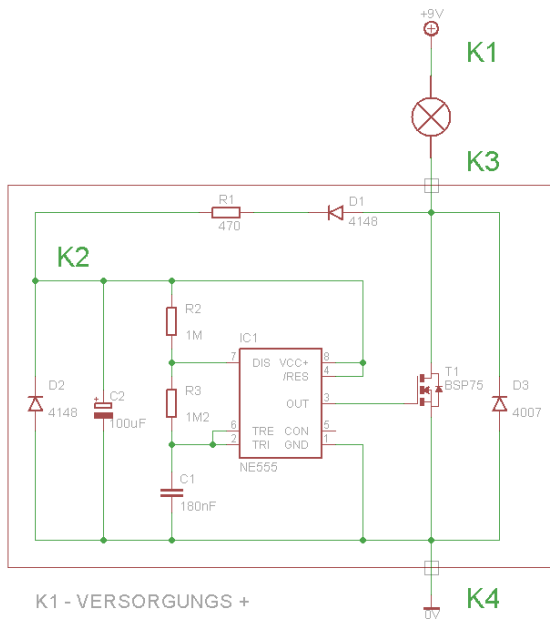 +9V
K1
K3
R1
470
D1
4148
K2
R2
1M
IC1
7 DIS VCC+ 8
/RES 4
OUT 3
6 TRE CON 5
2 TRI GND 1
NE555
R3
1M2
C1
180nF
D2
4148
C2
+
100uF
T1
BSP75
D3
4007
K1 - VERSORGUNGS +
K4
0V